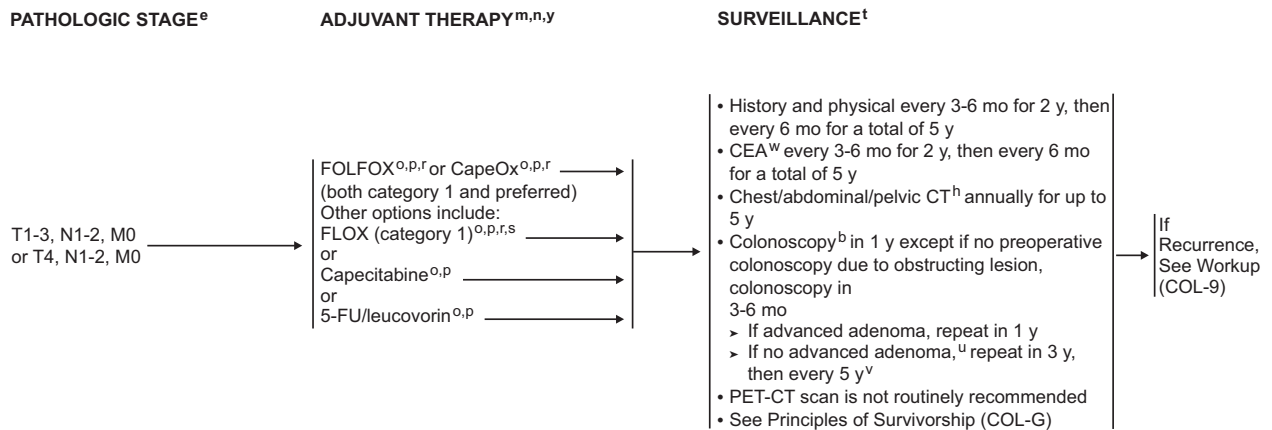 PATHOLOGIC STAGEe
ADJUVANT THERAPYm,n,y
SURVEILLANCEt
T1-3, N1-2, M0
or T4, N1-2, M0
FOLFOXo,p,r or CapeOxo,p,r
(both category 1 and preferred)
Other options include:
FLOX (category 1)o,p,r,s
or
Capecitabineo,p
or
5-FU/leucovorino,p
• History and physical every 3-6 mo for 2 y, then
every 6 mo for a total of 5 y
• CEAw every 3-6 mo for 2 y, then every 6 mo
for a total of 5 y
• Chest/abdominal/pelvic CTh annually for up to
5 y
• Colonoscopyb in 1 y except if no preoperative
colonoscopy due to obstructing lesion,
colonoscopy in
3-6 mo
➤ If advanced adenoma, repeat in 1 y
➤ If no advanced adenoma,u repeat in 3 y,
then every 5 yv
• PET-CT scan is not routinely recommended
• See Principles of Survivorship (COL-G)
If
Recurrence,
See Workup
(COL-9)